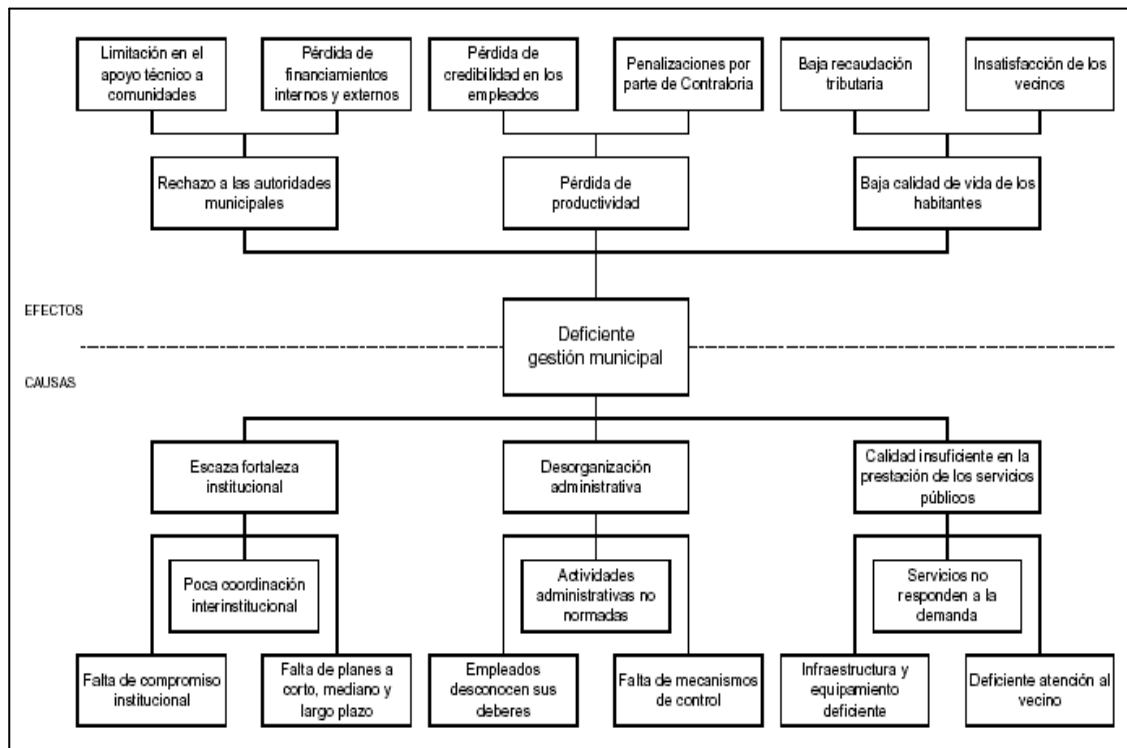 Limitación en el
apoyo técnico a
comunidades
Pérdida de
financiamientos
internos y externos
Pérdida de
credibilidad en los
empleados
Penalizaciones por
parte de Contraloria
Baja recaudación
tributaria
Insatisfacción de los
vecinos
Rechazo a las autoridades
municipales
Pérdida de
productividad
Baja calidad de vida de los
habitantes
EFECTOS
Deficiente
gestión municipal
CAUSAS
Escaza fortaleza
institucional
Desorganización
administrativa
Calidad insuficiente en la
prestación de los servicios
públicos
Poca coordinación
interinstitucional
Actividades
administrativas no
normadas
Servicios no
responden a la
demanda
Falta de compromiso
institucional
Falta de planes a
corto, mediano y
largo plazo
Empleados
desconocen sus
deberes
Falta de mecanismos
de control
Infraestructura y
equipamiento
deficiente
Deficiente atención al
vecino